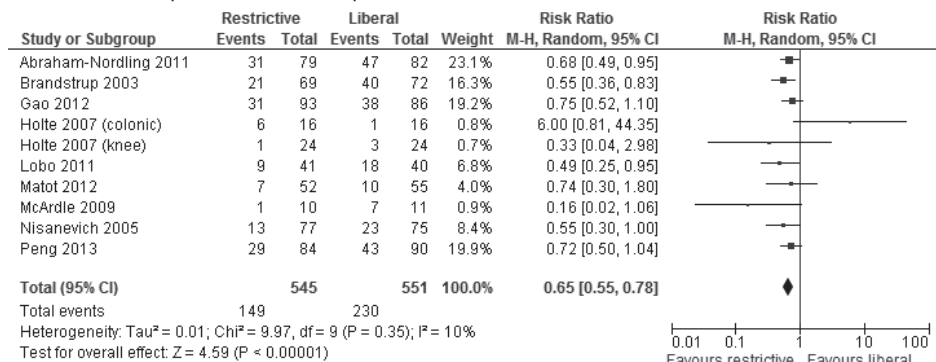 Restrictive Liberal Risk Ratio Risk Ratio
Study or Subgroup Events Total Events Total Weight M-H, Random, 95% CI M-H, Random, 95% CI
Abraham-Nordling 2011 31 79 47 82 23.1% 0.68 [0.49, 0.95]
Brandstrup 2003 21 69 40 72 16.3% 0.55 [0.36, 0.83]
Gao 2012 31 93 38 86 19.2% 0.75 [0.52, 1.10]
Holte 2007 (colonic) 6 16 1 16 0.8% 6.00 [0.81, 44.35]
Holte 2007 (knee) 1 24 3 24 0.7% 0.33 [0.04, 2.98]
Lobo 2011 9 41 18 40 6.8% 0.49 [0.25, 0.95]
Matot 2012 7 52 10 55 4.0% 0.74 [0.30, 1.80]
McArdle 2009 1 10 7 11 0.9% 0.16 [0.02, 1.06]
Nisanevich 2005 13 77 23 75 8.4% 0.55 [0.30, 1.00]
Peng 2013 29 84 43 90 19.9% 0.72 [0.50, 1.04]
Total (95% CI) 545 551 100.0% 0.65 [0.55, 0.78]
Total events 149 230
Heterogeneity: Tau² = 0.01; Chi² = 9.97, df = 9 (P = 0.35); I² = 10%
Test for overall effect: Z = 4.59 (P < 0.00001)
0.01 0.1 1 10 100
Favours restrictive Favours liberal